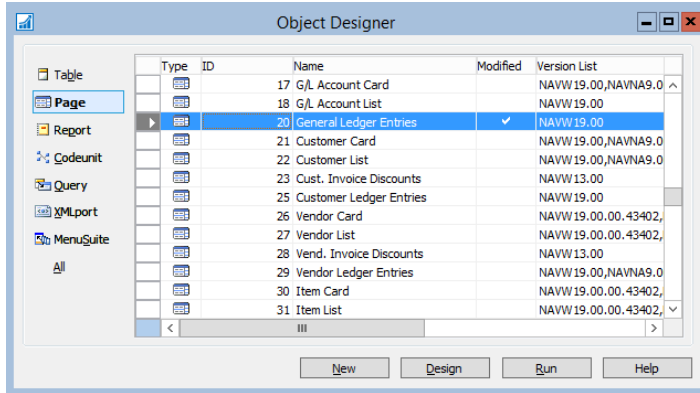 Object Designer
Table
Page
Report
Codeunit
Query
XMLport
MenuSuite
All
Type ID Name Modified Version List
17 G/L Account Card NAVW19.00,NAVNA9.0
18 G/L Account List NAVW19.00
20 General Ledger Entries NAVW19.00
21 Customer Card NAVW19.00,NAVNA9.0
22 Customer List NAVW19.00,NAVNA9.0
23 Cust. Invoice Discounts NAVW13.00
25 Customer Ledger Entries NAVW19.00
26 Vendor Card NAVW19.00.00.43402,
27 Vendor List NAVW19.00.00.43402,
28 Vend. Invoice Discounts NAVW13.00
29 Vendor Ledger Entries NAVW19.00,NAVNA9.0
30 Item Card NAVW19.00.00.43402,
31 Item List NAVW19.00.00.43402,
New Design Run Help